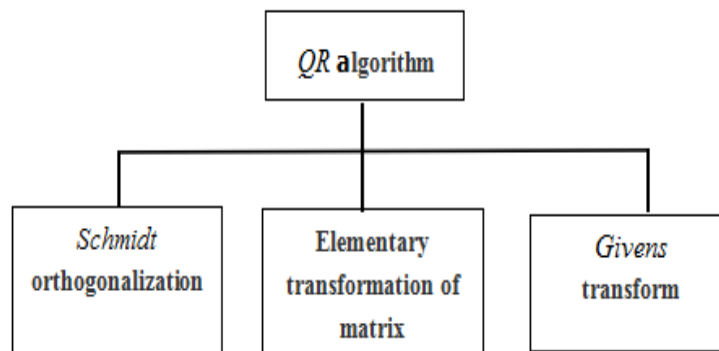 QR algorithm
Schmidt
orthogonalization
Elementary
transformation of
matrix
Givens
transform